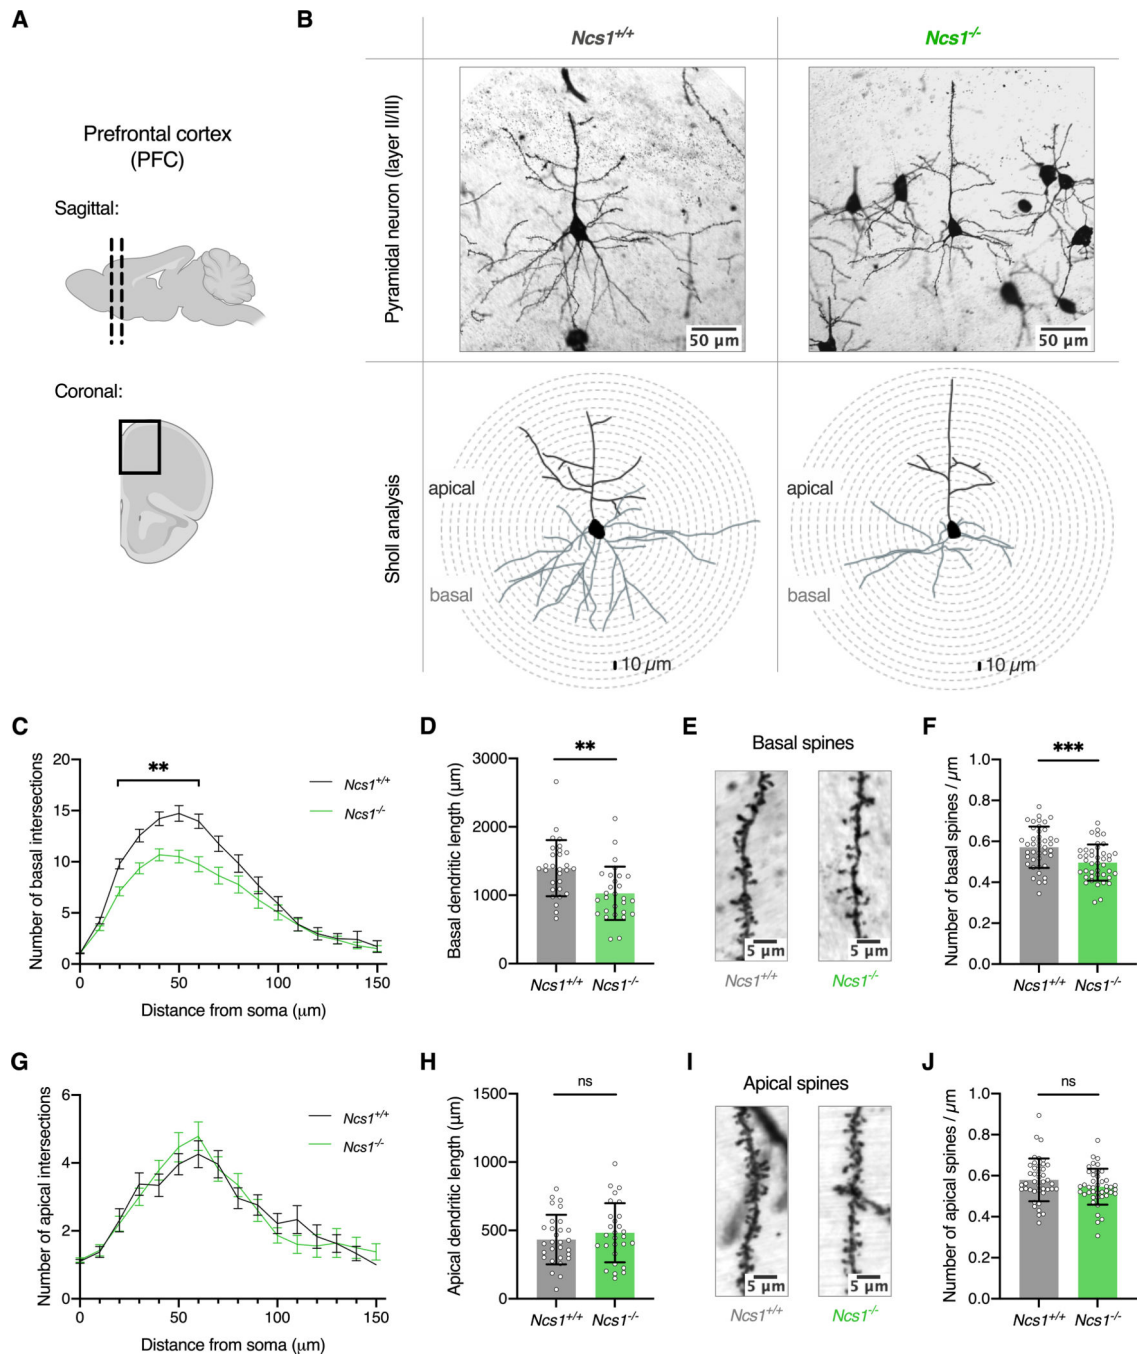 A
Prefrontal cortex
(PFC)
Sagittal:
Coronal:
B
Ncs1+/+
Ncs1-/-
Pyramidal neuron (layer II/III)
50 µm
50 µm
Sholl analysis
apical
basal
10 µm
apical
basal
10 µm
C
Number of basal intersections
20
15
10
5
0
**
Ncs1+/+
Ncs1-/-
0
50
100
150
Distance from soma (µm)
D
Basal dendritic length (µm)
3000
2000
1000
0
**
Ncs1+/+
Ncs1-/-
E
Basal spines
5 µm
5 µm
Ncs1+/+
Ncs1-/-
F
Number of basal spines / µm
1.0
0.8
0.6
0.4
0.2
0.0
***
Ncs1+/+
Ncs1-/-
G
Number of apical intersections
6
4
2
0
Ncs1+/+
Ncs1-/-
0
50
100
150
Distance from soma (µm)
H
Apical dendritic length (µm)
1500
1000
500
0
ns
Ncs1+/+
Ncs1-/-
I
Apical spines
5 µm
5 µm
Ncs1+/+
Ncs1-/-
J
Number of apical spines / µm
1.0
0.8
0.6
0.4
0.2
0.0
ns
Ncs1+/+
Ncs1-/-